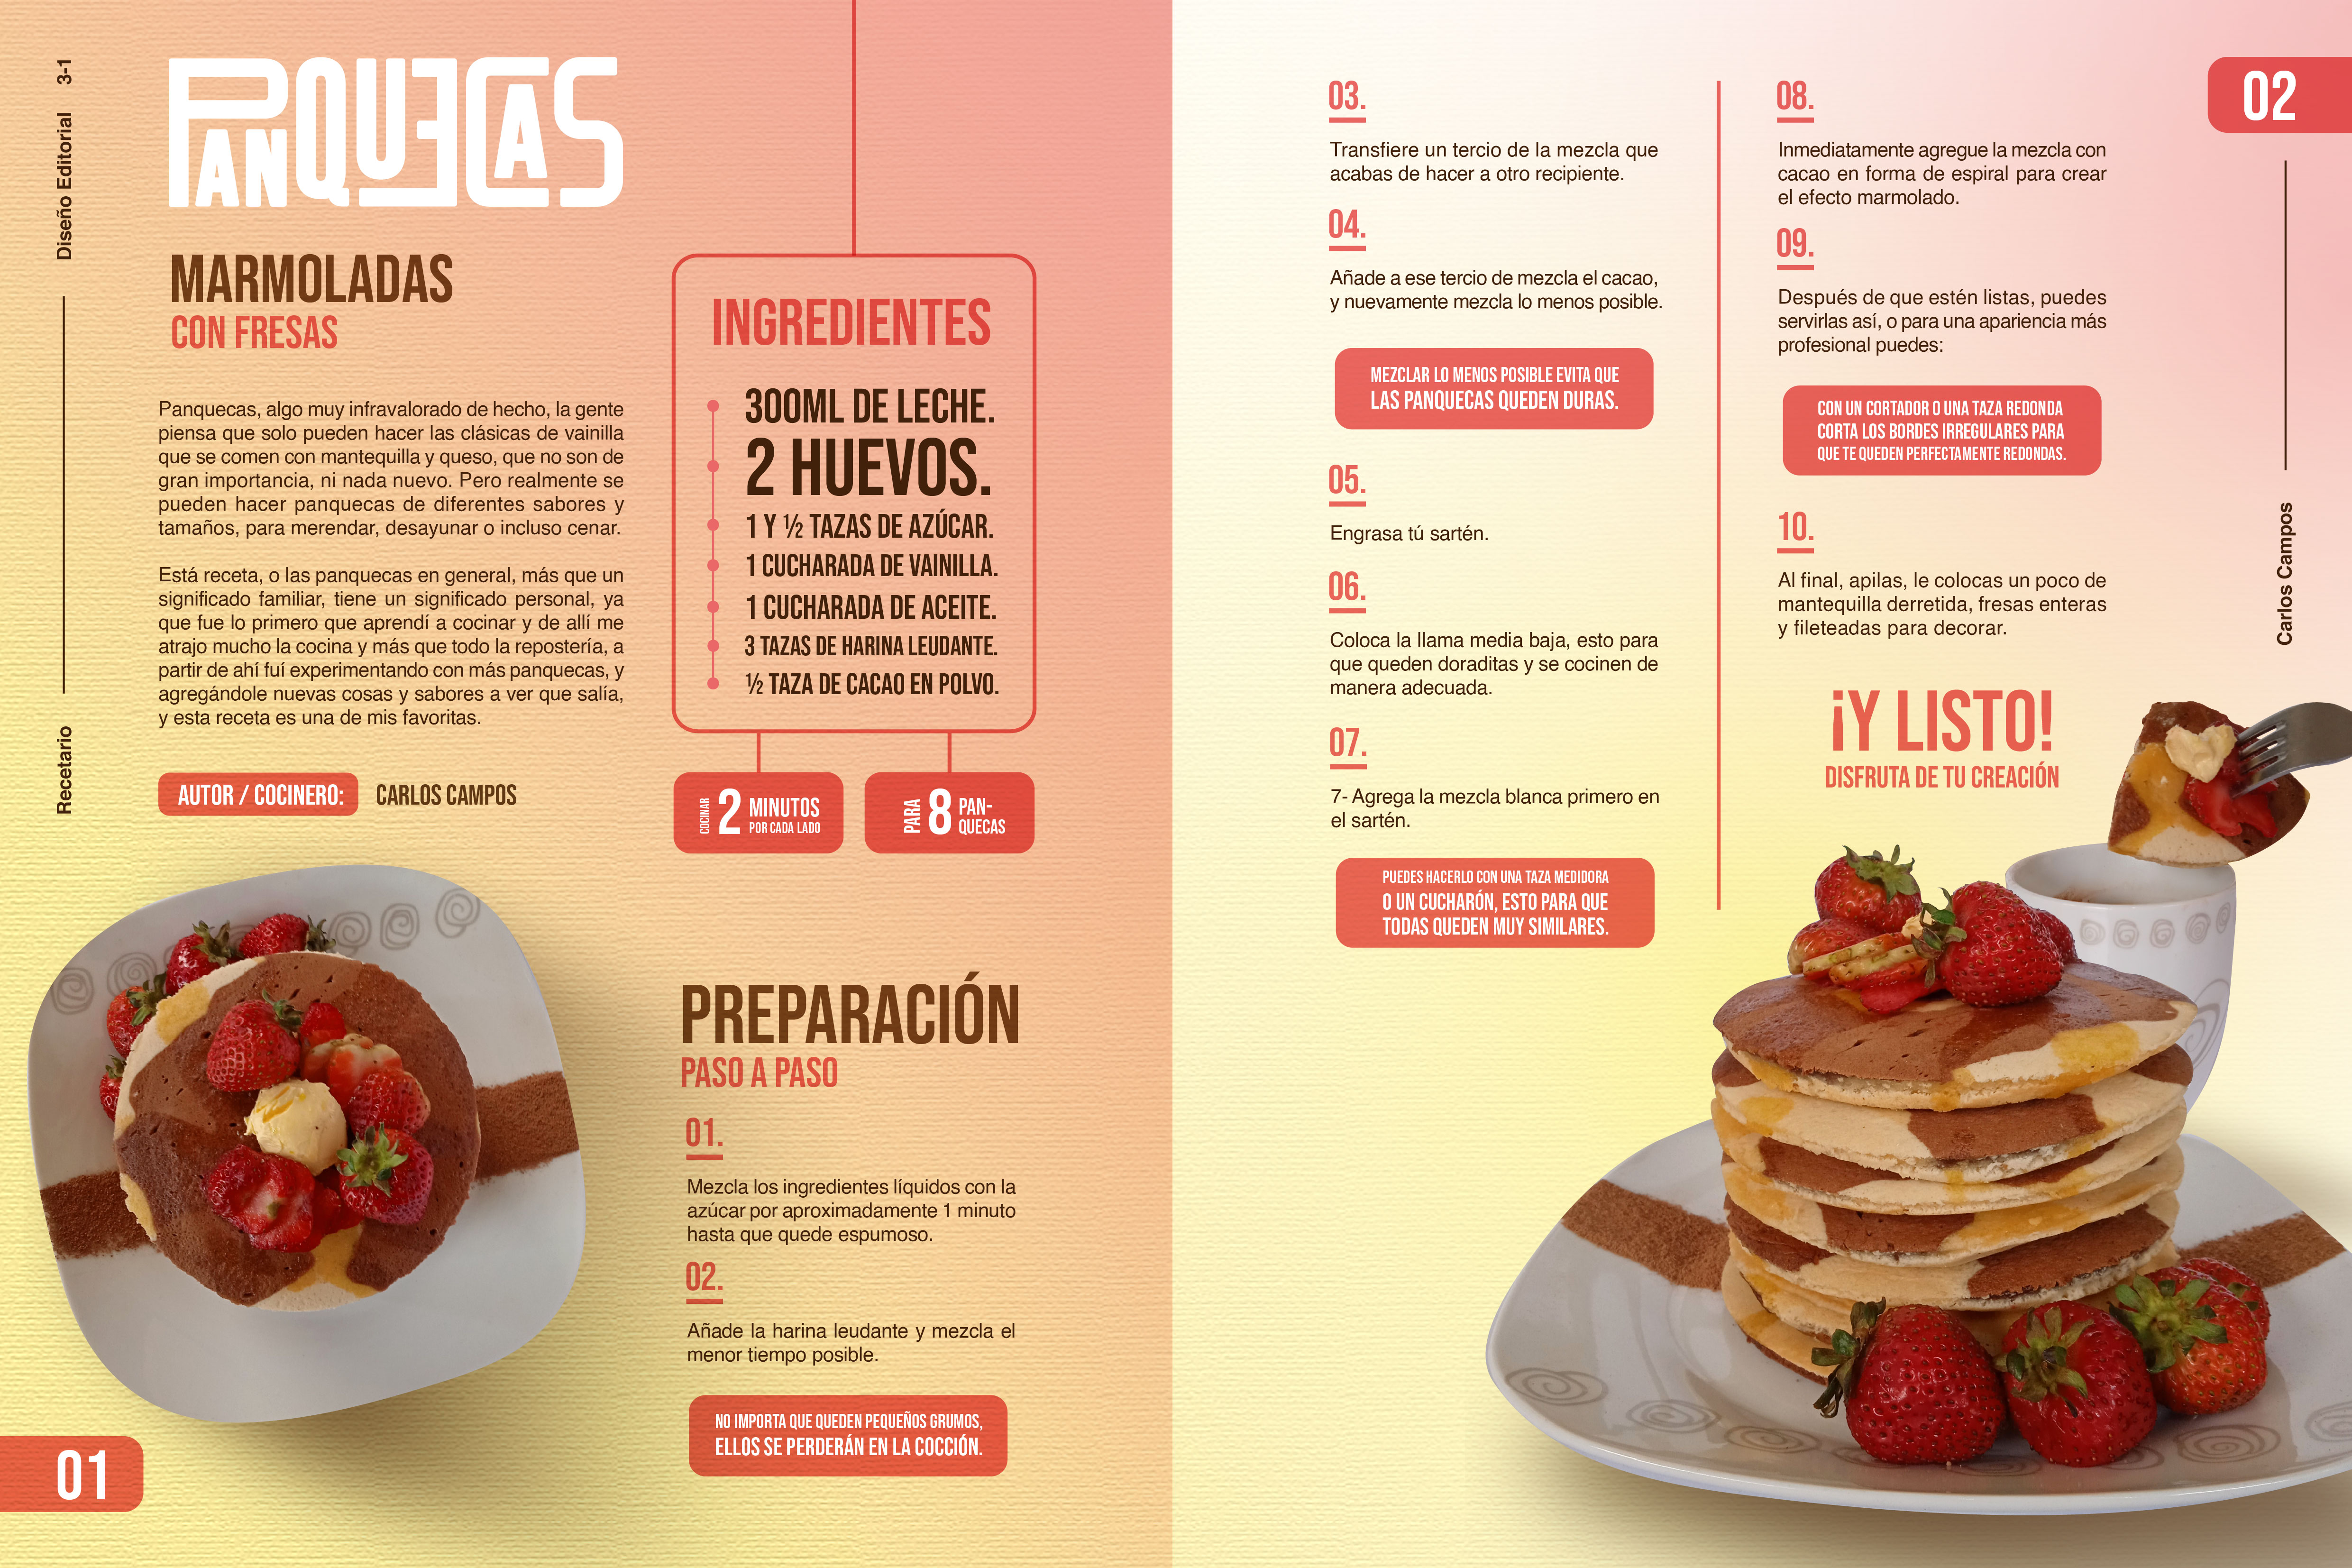 Diseño Editorial 3-1
Recetario
PANQUECAS
MARMOLADAS
CON FRESAS
Panquecas, algo muy infravalorado de hecho, la gente
piensa que solo pueden hacer las clásicas de vainilla
que se comen con mantequilla y queso, que no son de
gran importancia, ni nada nuevo. Pero realmente se
pueden hacer panquecas de diferentes sabores y
tamaños, para merendar, desayunar o incluso cenar.
Está receta, o las panquecas en general, más que un
significado familiar, tiene un significado personal, ya
que fue lo primero que aprendí a cocinar y de allí me
atrajo mucho la cocina y más que todo la repostería, a
partir de ahí fuí experimentando con más panquecas, y
agregándole nuevas cosas y sabores a ver que salía,
y esta receta es una de mis favoritas.
AUTOR / COCINERO: CARLOS CAMPOS
INGREDIENTES
300ML DE LECHE.
2 HUEVOS.
1 Y ½ TAZAS DE AZÚCAR.
1 CUCHARADA DE VAINILLA.
1 CUCHARADA DE ACEITE.
3 TAZAS DE HARINA LEUDANTE.
½ TAZA DE CACAO EN POLVO.
COCINAR 2 MINUTOS
POR CADA LADO
PARA 8 PAN-
QUECAS
PREPARACIÓN
PASO A PASO
01.
Mezcla los ingredientes líquidos con la
azúcar por aproximadamente 1 minuto
hasta que quede espumoso.
02.
Añade la harina leudante y mezcla el
menor tiempo posible.
NO IMPORTA QUE QUEDEN PEQUEÑOS GRUMOS,
ELLOS SE PERDERÁN EN LA COCCIÓN.
01
03.
Transfiere un tercio de la mezcla que
acabas de hacer a otro recipiente.
04.
Añade a ese tercio de mezcla el cacao,
y nuevamente mezcla lo menos posible.
MEZCLAR LO MENOS POSIBLE EVITA QUE
LAS PANQUECAS QUEDEN DURAS.
05.
Engrasa tú sartén.
06.
Coloca la llama media baja, esto para
que queden doraditas y se cocinen de
manera adecuada.
07.
7- Agrega la mezcla blanca primero en
el sartén.
PUEDES HACERLO CON UNA TAZA MEDIDORA
O UN CUCHARÓN, ESTO PARA QUE
TODAS QUEDEN MUY SIMILARES.
08.
Inmediatamente agregue la mezcla con
cacao en forma de espiral para crear
el efecto marmolado.
09.
Después de que estén listas, puedes
servirlas así, o para una apariencia más
profesional puedes:
CON UN CORTADOR O UNA TAZA REDONDA
CORTA LOS BORDES IRREGULARES PARA
QUE TE QUEDEN PERFECTAMENTE REDONDAS.
10.
Al final, apilas, le colocas un poco de
mantequilla derretida, fresas enteras
y fileteadas para decorar.
¡Y LISTO!
DISFRUTA DE TU CREACIÓN
02
Carlos Campos